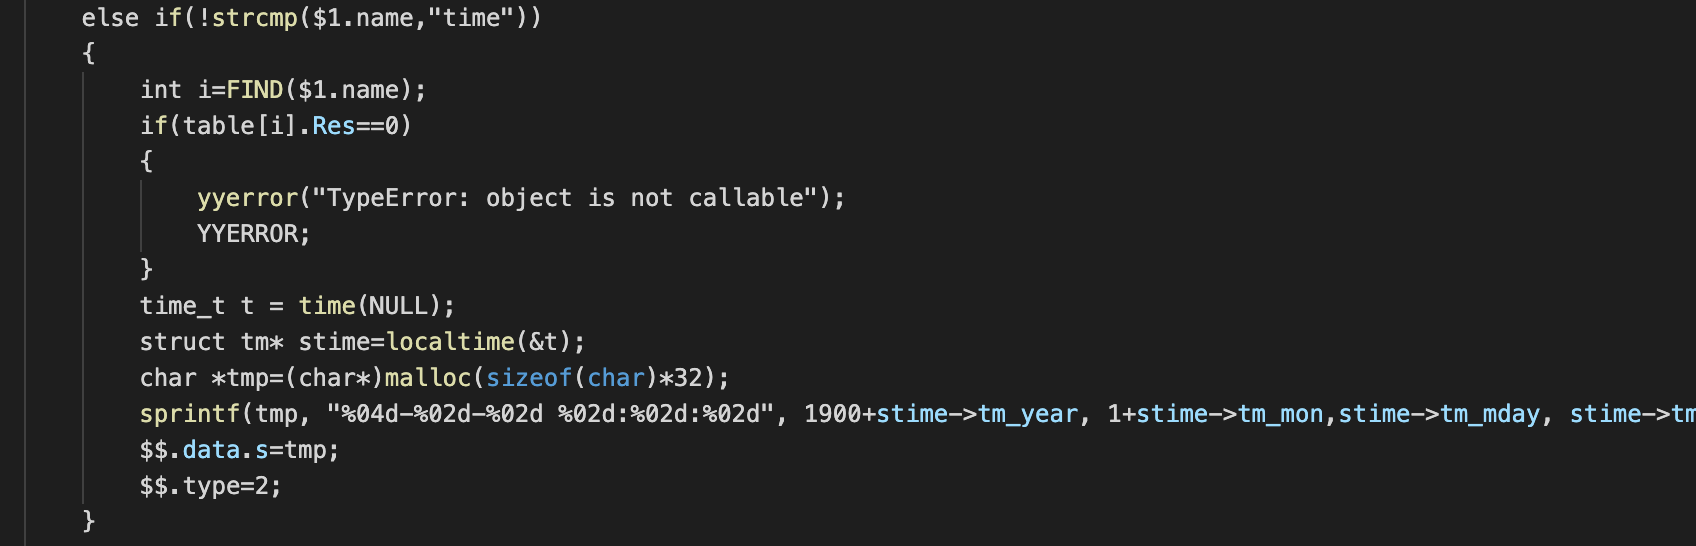 else if(!strcmp($1.name,"time"))
{
int i=FIND($1.name);
if(table[i].Res==0)
{
yyerror("TypeError: object is not callable");
YYERROR;
}
time_t t = time(NULL);
struct tm* stime=localtime(&t);
char *tmp=(char*)malloc(sizeof(char)*32);
sprintf(tmp, "%04d-%02d-%02d %02d:%02d:%02d", 1900+stime->tm_year, 1+stime->tm_mon,stime->tm_mday, stime->tm
$$.data.s=tmp;
$$.type=2;
}